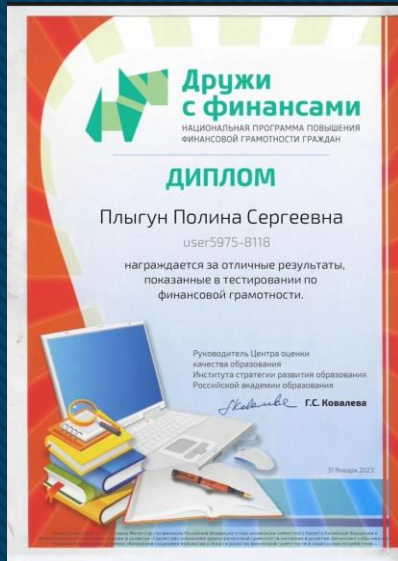 Дружи
с финансами
НАЦИОНАЛЬНАЯ ПРОГРАММА ПОВЫШЕНИЯ
ФИНАНСОВОЙ ГРАМОТНОСТИ ГРАЖДАН
ДИПЛОМ
Плыгун Полина Сергеевна
user5975-8118
награждается за отличные результаты,
показанные в тестировании по
финансовой грамотности.
Руководитель Центра оценки
качества образования
Института стратегии развития образования
Российской академии образования
Г.С. Ковалева
31 Января 2023